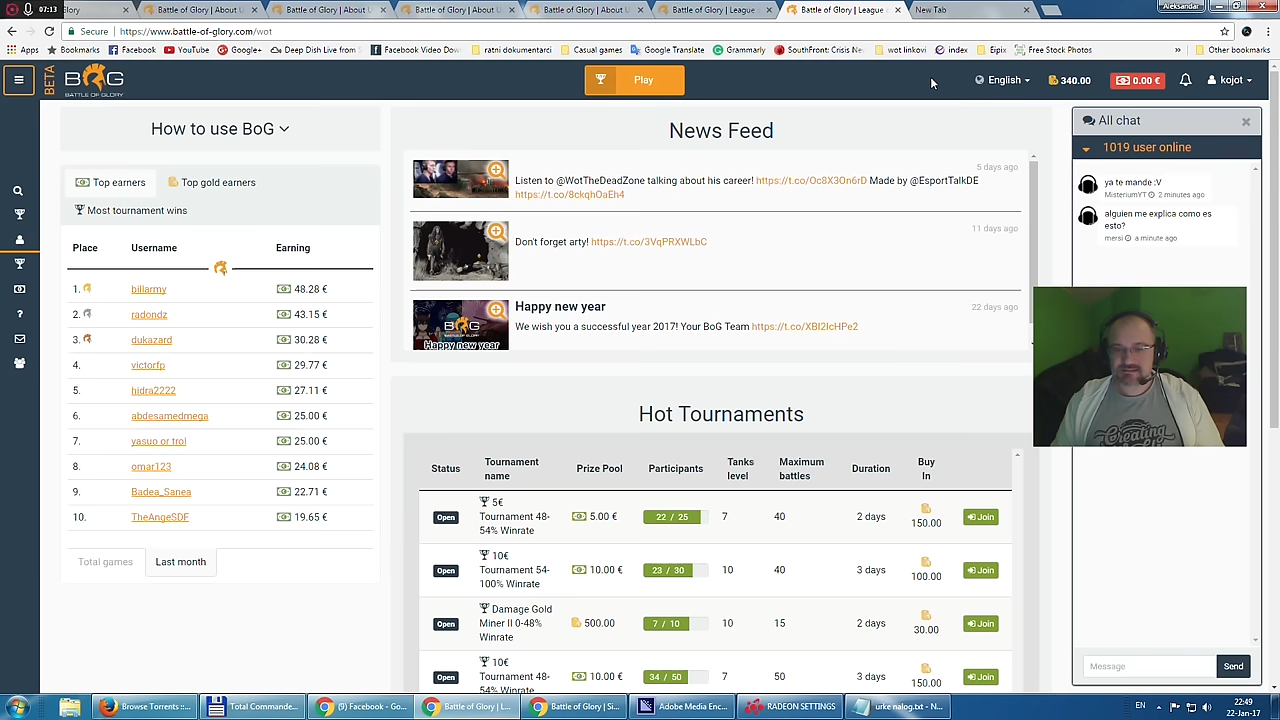 07:13
Glory
Battle of Glory | About U
Battle of Glory | About U
Battle of Glory | About U
Battle of Glory | About U
Battle of Glory | League
Battle of Glory | League
New Tab
Aleksandar
Secure
https://www.battle-of-glory.com/wot
Apps
Bookmarks
Facebook
YouTube
Google+
Deep Dish Live from
Facebook Video Dow
ratni dokumentarci
Casual games
Google Translate
Grammarly
SouthFront: Crisis Ne
wot linkovi
index
Eipix
Free Stock Photos
»
Other bookmarks
BETA
BOG
BATTLE OF GLORY
Play
English
340.00
0.00 €
kojot
How to use BoG
Top earners
Top gold earners
Most tournament wins
Place Username Earning
1. billarmy 48.28 €
2. radondz 43.15 €
3. dukazard 30.28 €
4. victorfp 29.77 €
5. hidra2222 27.11 €
6. abdesamedmega 25.00 €
7. yasuo or trol 25.00 €
8. omar123 24.08 €
9. Badea_Sanea 22.71 €
10. TheAngeSDF 19.65 €
Total games
Last month
News Feed
5 days ago
Listen to @WotTheDeadZone talking about his career! https://t.co/Oc8X3On6rD Made by @EsportTalkDE
https://t.co/8ckqhOaEh4
11 days ago
Don't forget arty! https://t.co/3VqPRXWLbC
Happy new year
22 days ago
We wish you a successful year 2017! Your BoG Team https://t.co/XBI2IcHPe2
BOG
Happy new year
Hot Tournaments
Status
Tournament
name
Prize Pool
Participants
Tanks
level
Maximum
battles
Duration
Buy
In
Open
5€
Tournament 48-
54% Winrate
5.00 €
22 / 25
7
40
2 days
150.00
Join
Open
10€
Tournament 54-
100% Winrate
10.00 €
23 / 30
10
40
3 days
100.00
Join
Open
Damage Gold
Miner II 0-48%
Winrate
500.00
7 / 10
10
15
2 days
30.00
Join
Open
10€
Tournament 48-
54% Winrate
10.00 €
34 / 50
7
50
3 days
150.00
Join
All chat
1019 user online
ya te mande :V
MisteriumYT 2 minutes ago
alguien me explica como es
esto?
mersi a minute ago
Creating
Message
Send
Browse Torrents ::...
Total Commande...
(1) Facebook - Go...
Battle of Glory | L...
Battle of Glory | Si...
Adobe Media Enc...
RADEON SETTINGS
urke nalog.txt - N...
EN
22:49
22-Jan-17